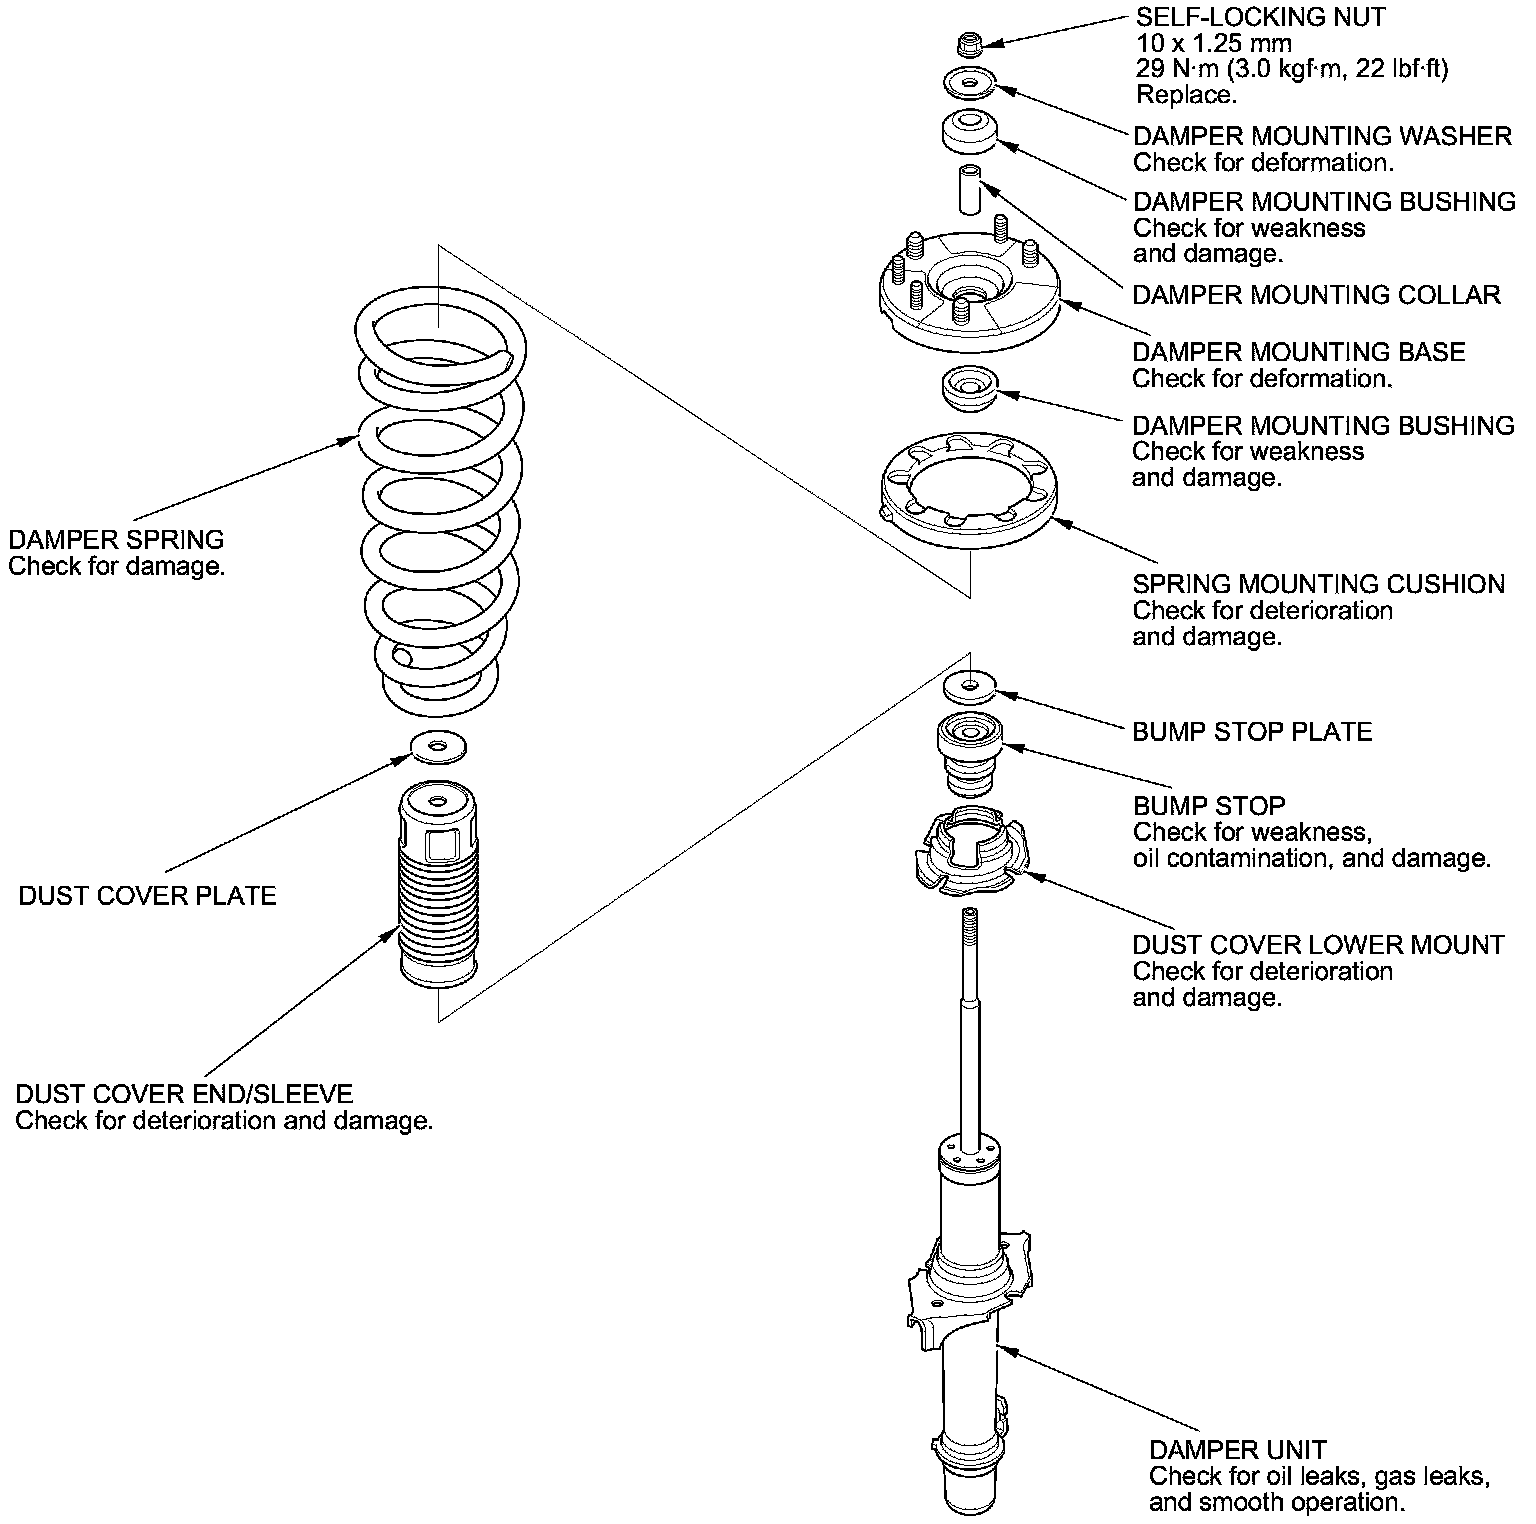 SELF-LOCKING NUT
10 x 1.25 mm
29 N·m (3.0 kgf·m, 22 lbf·ft)
Replace.
DAMPER MOUNTING WASHER
Check for deformation.
DAMPER MOUNTING BUSHING
Check for weakness
and damage.
DAMPER MOUNTING COLLAR
DAMPER MOUNTING BASE
Check for deformation.
DAMPER MOUNTING BUSHING
Check for weakness
and damage.
DAMPER SPRING
Check for damage.
SPRING MOUNTING CUSHION
Check for deterioration
and damage.
BUMP STOP PLATE
BUMP STOP
Check for weakness,
oil contamination, and damage.
DUST COVER PLATE
DUST COVER LOWER MOUNT
Check for deterioration
and damage.
DUST COVER END/SLEEVE
Check for deterioration and damage.
DAMPER UNIT
Check for oil leaks, gas leaks,
and smooth operation.